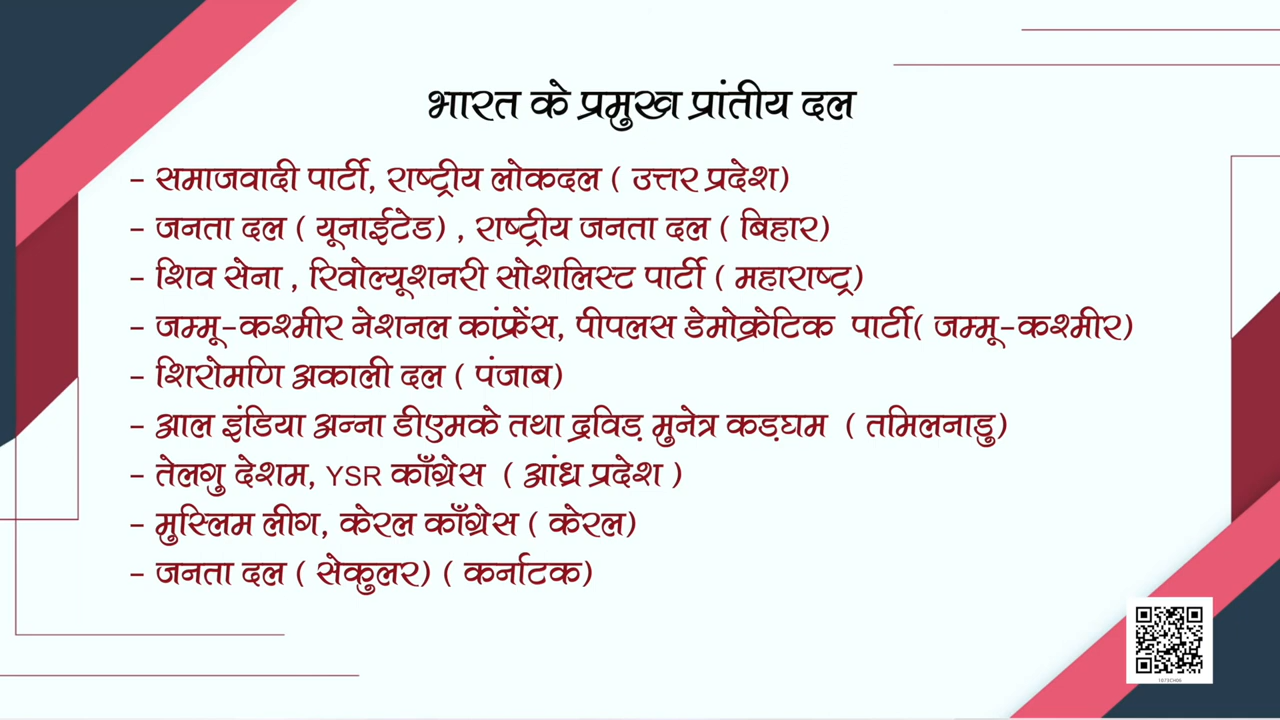 भारत के प्रमुख प्रांतीय दल
- समाजवादी पार्टी, राष्ट्रीय लोकदल ( उत्तर प्रदेश)
- जनता दल ( यूनाईटेड) , राष्ट्रीय जनता दल ( बिहार)
- शिव सेना , रिवोल्यूशनरी सोशलिस्ट पार्टी ( महाराष्ट्र)
- जम्मू-कश्मीर नेशनल कांफ्रेंस, पीपलस डेमोक्रेटिक पार्टी( जम्मू-कश्मीर)
- शिरोमणि अकाली दल ( पंजाब)
- आल इंडिया अन्ना डीएमके तथा द्रविड़ मुनेत्र कड़घम ( तमिलनाडु)
- तेलगु देशम, YSR काँग्रेस ( आंध्र प्रदेश )
- मुस्लिम लीग, केरल काँग्रेस ( केरल)
- जनता दल ( सेकुलर) ( कर्नाटक)
1073CH06